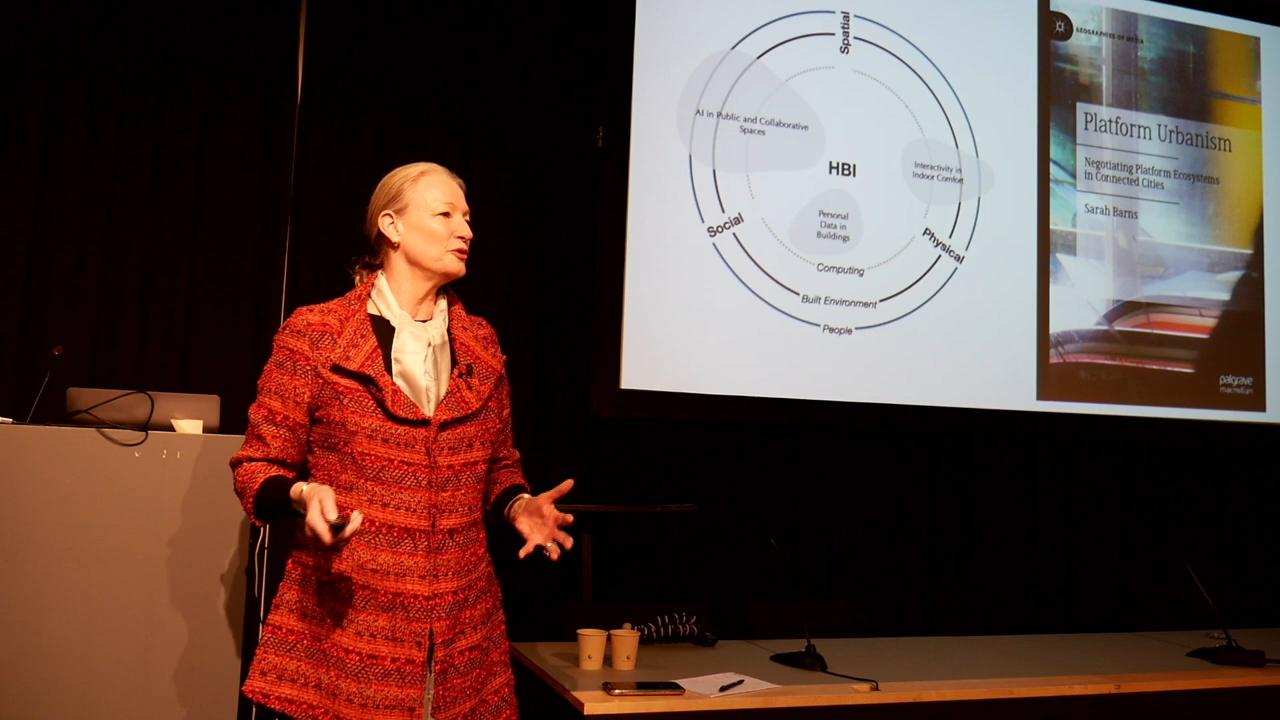 Spatial
AI in Public and Collaborative
Spaces
HBI
Interactivity in
Indoor Comfort
Personal
Data in
Buildings
Social
Physical
Computing
Built Environment
People
GEOGRAPHIES OF MEDIA
Platform Urbanism
Negotiating Platform Ecosystems
in Connected Cities
Sarah Barns
palgrave
macmillan